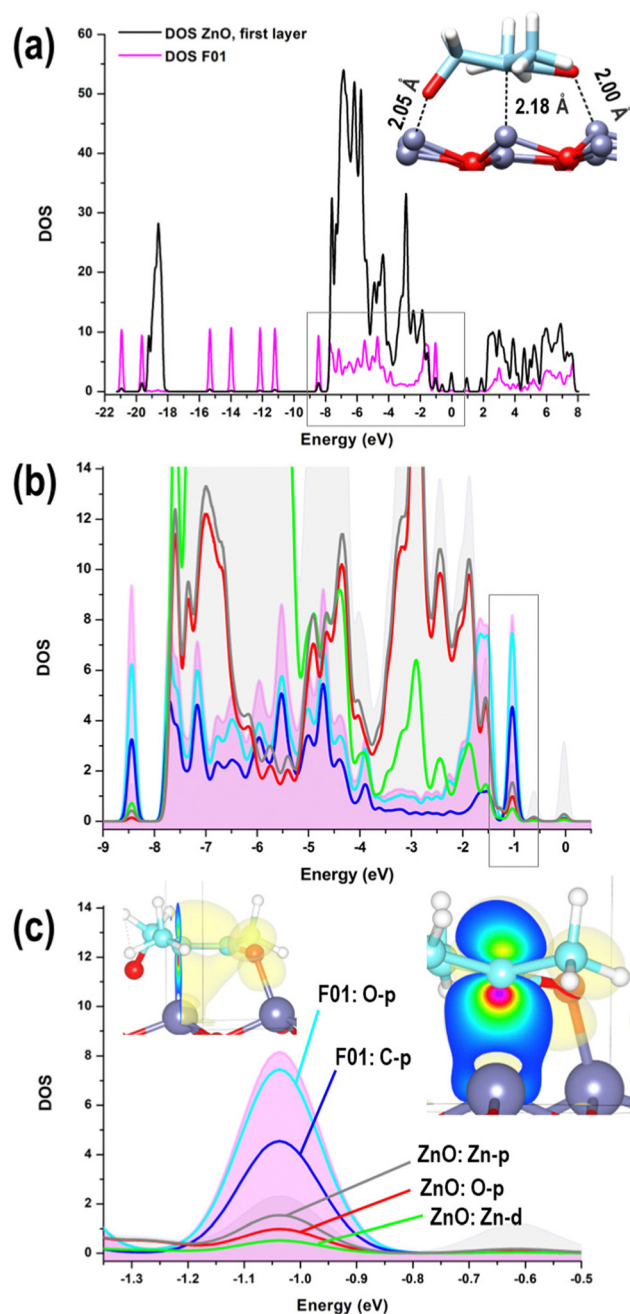 (a)
DOS ZnO, first layer
DOS F01
2.05 Å
2.18 Å
2.00 Å
60
50
40
30
20
10
0
DOS
-22 -20 -18 -16 -14 -12 -10 -8 -6 -4 -2 0 2 4 6 8
Energy (eV)
(b)
14
12
10
8
6
4
2
0
DOS
-9 -8 -7 -6 -5 -4 -3 -2 -1 0
Energy (eV)
(c)
14
12
10
8
6
4
2
0
DOS
F01: O-p
F01: C-p
ZnO: Zn-p
ZnO: O-p
ZnO: Zn-d
-1.3 -1.2 -1.1 -1.0 -0.9 -0.8 -0.7 -0.6 -0.5
Energy (eV)